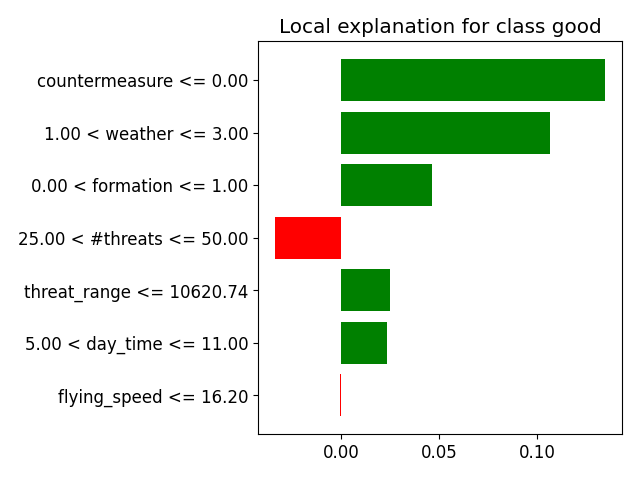 Local explanation for class good
countermeasure <= 0.00
1.00 < weather <= 3.00
0.00 < formation <= 1.00
25.00 < #threats <= 50.00
threat_range <= 10620.74
5.00 < day_time <= 11.00
flying_speed <= 16.20
0.00 0.05 0.10